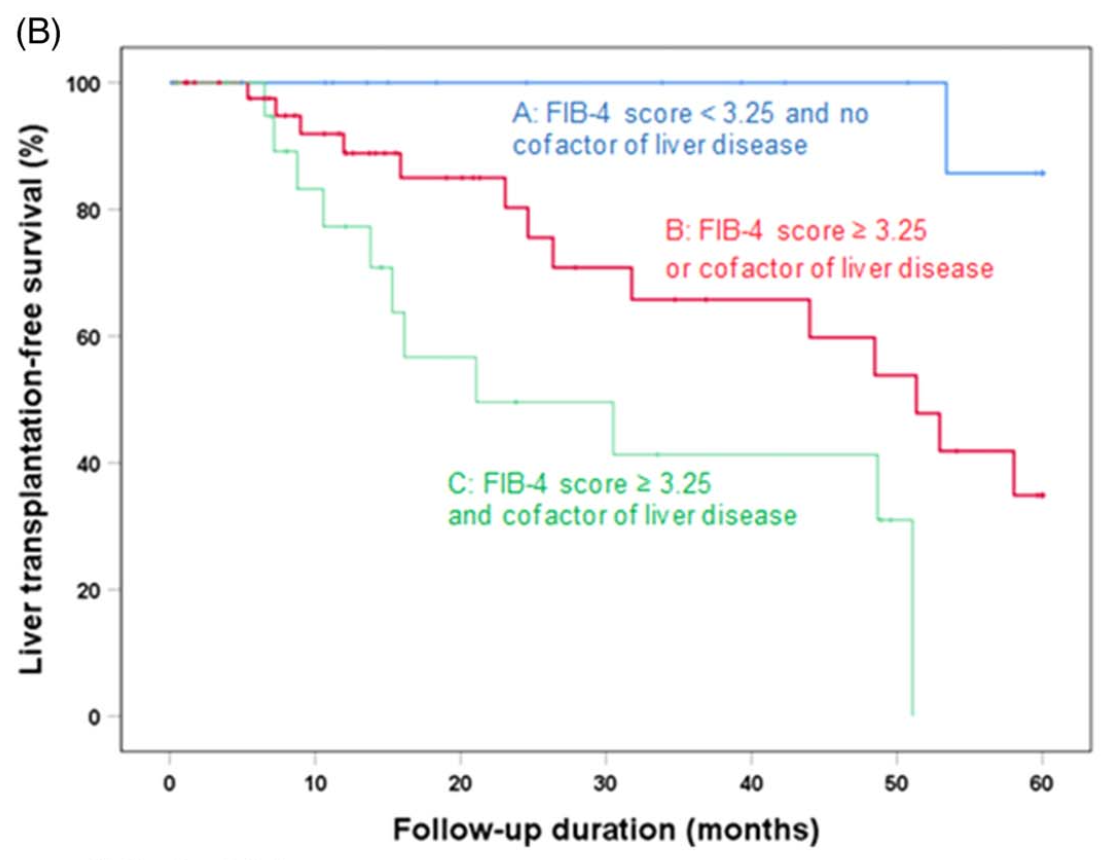 (B)
Liver transplantation-free survival (%)
100
80
60
40
20
0
A: FIB-4 score < 3.25 and no
cofactor of liver disease
B: FIB-4 score ≥ 3.25
or cofactor of liver disease
C: FIB-4 score ≥ 3.25
and cofactor of liver disease
0 10 20 30 40 50 60
Follow-up duration (months)